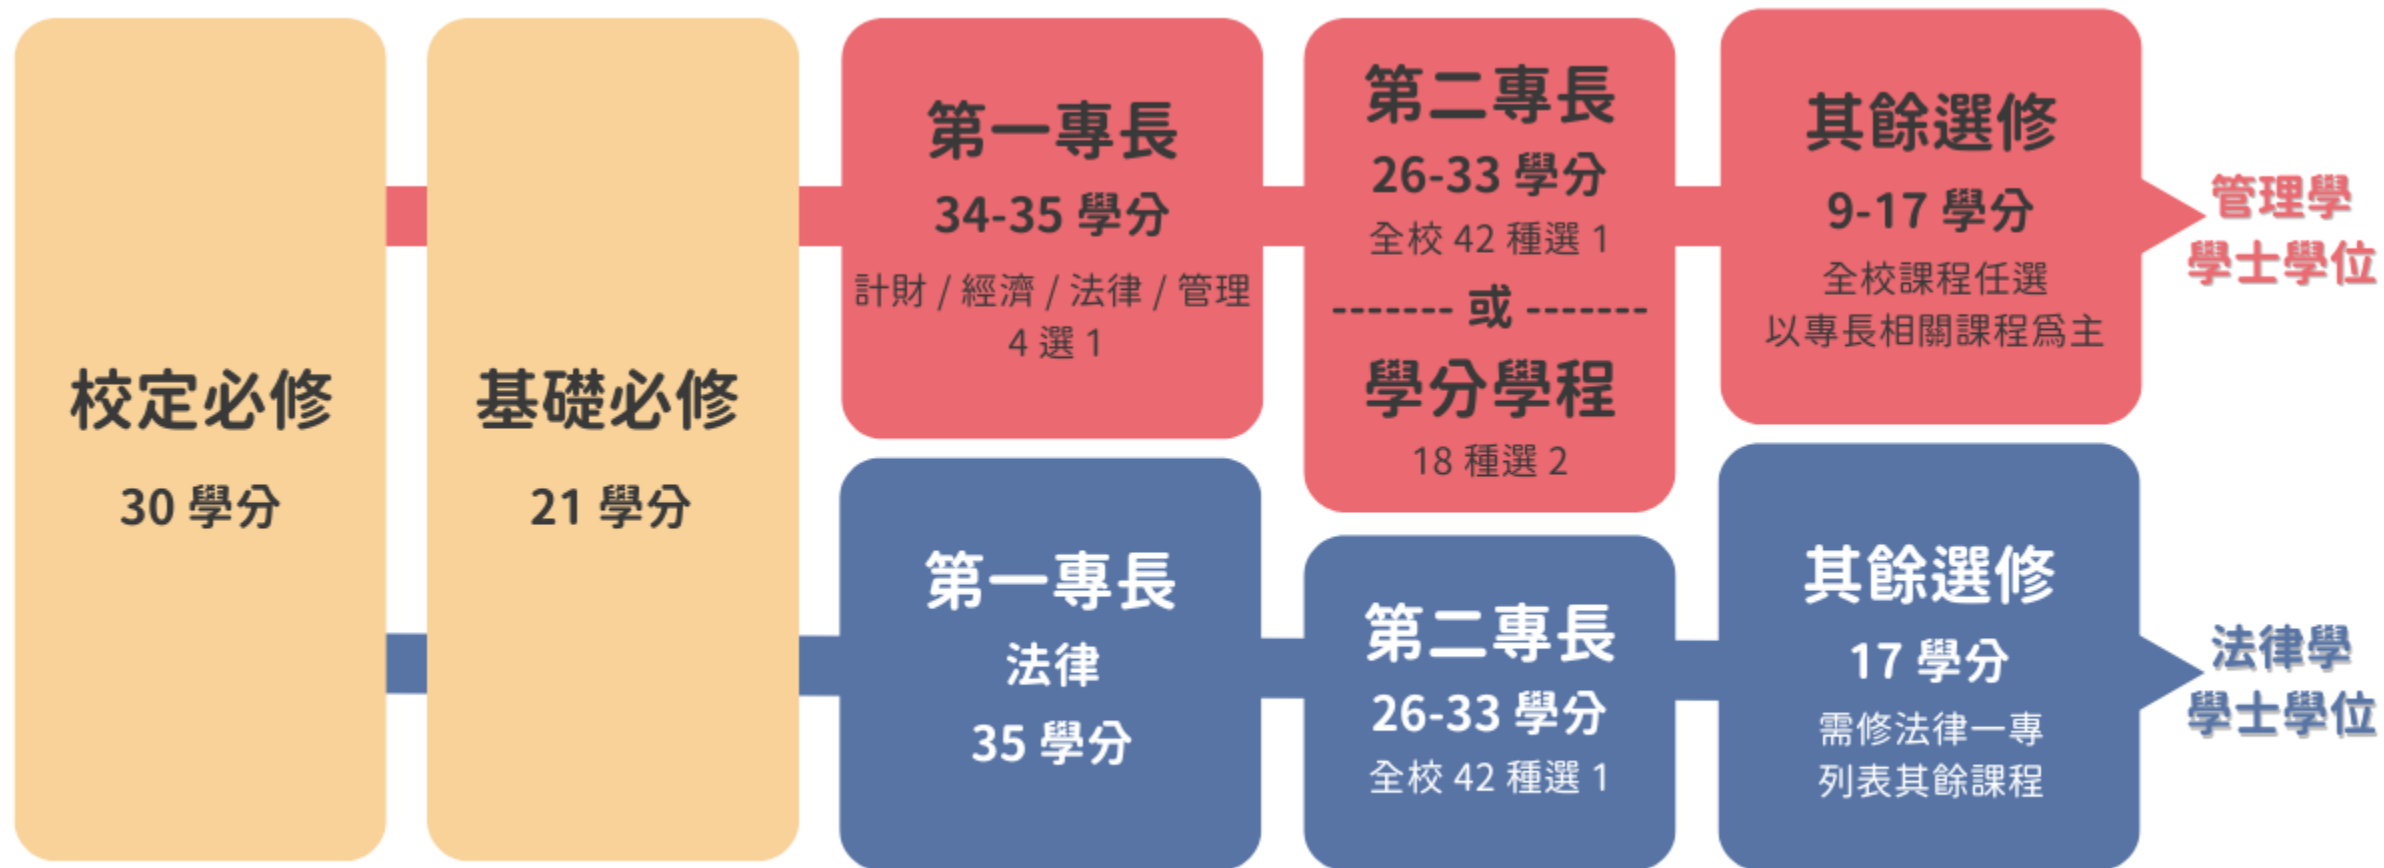 校定必修
30 學分
基礎必修
21 學分
第一專長
34-35 學分
計財 / 經濟 / 法律 / 管理
4 選 1
第二專長
26-33 學分
全校 42 種選 1
------- 或 -------
學分學程
18 種選 2
其餘選修
9-17 學分
全校課程任選
以專長相關課程為主
管理學
學士學位
第一專長
法律
35 學分
第二專長
26-33 學分
全校 42 種選 1
其餘選修
17 學分
需修法律一專
列表其餘課程
法律學
學士學位